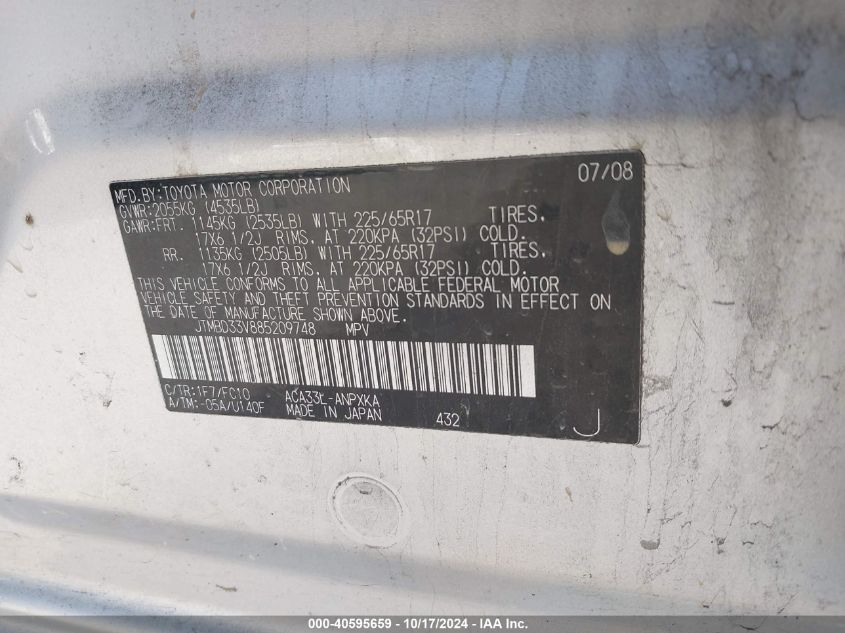 07/08
MFD.BY:TOYOTA MOTOR CORPORATION
GVWR:2055KG (4535LB)
GAWR:FRT. 1145KG (2535LB) WITH 225/65R17 TIRES,
17X6 1/2J RIMS, AT 220KPA (32PSI) COLD.
RR. 1135KG (2505LB) WITH 225/65R17 TIRES,
17X6 1/2J RIMS, AT 220KPA (32PSI) COLD.
THIS VEHICLE CONFORMS TO ALL APPLICABLE FEDERAL MOTOR
VEHICLE SAFETY AND THEFT PREVENTION STANDARDS IN EFFECT ON
THE DATE OF MANUFACTURE SHOWN ABOVE.
JTMBD33V885209748 MPV
C/TR:1F7/FC10 ACA33L-ANPXKA
A/TM:-05A/U140F MADE IN JAPAN 432 J
000-40595659 - 10/17/2024 - IAA Inc.